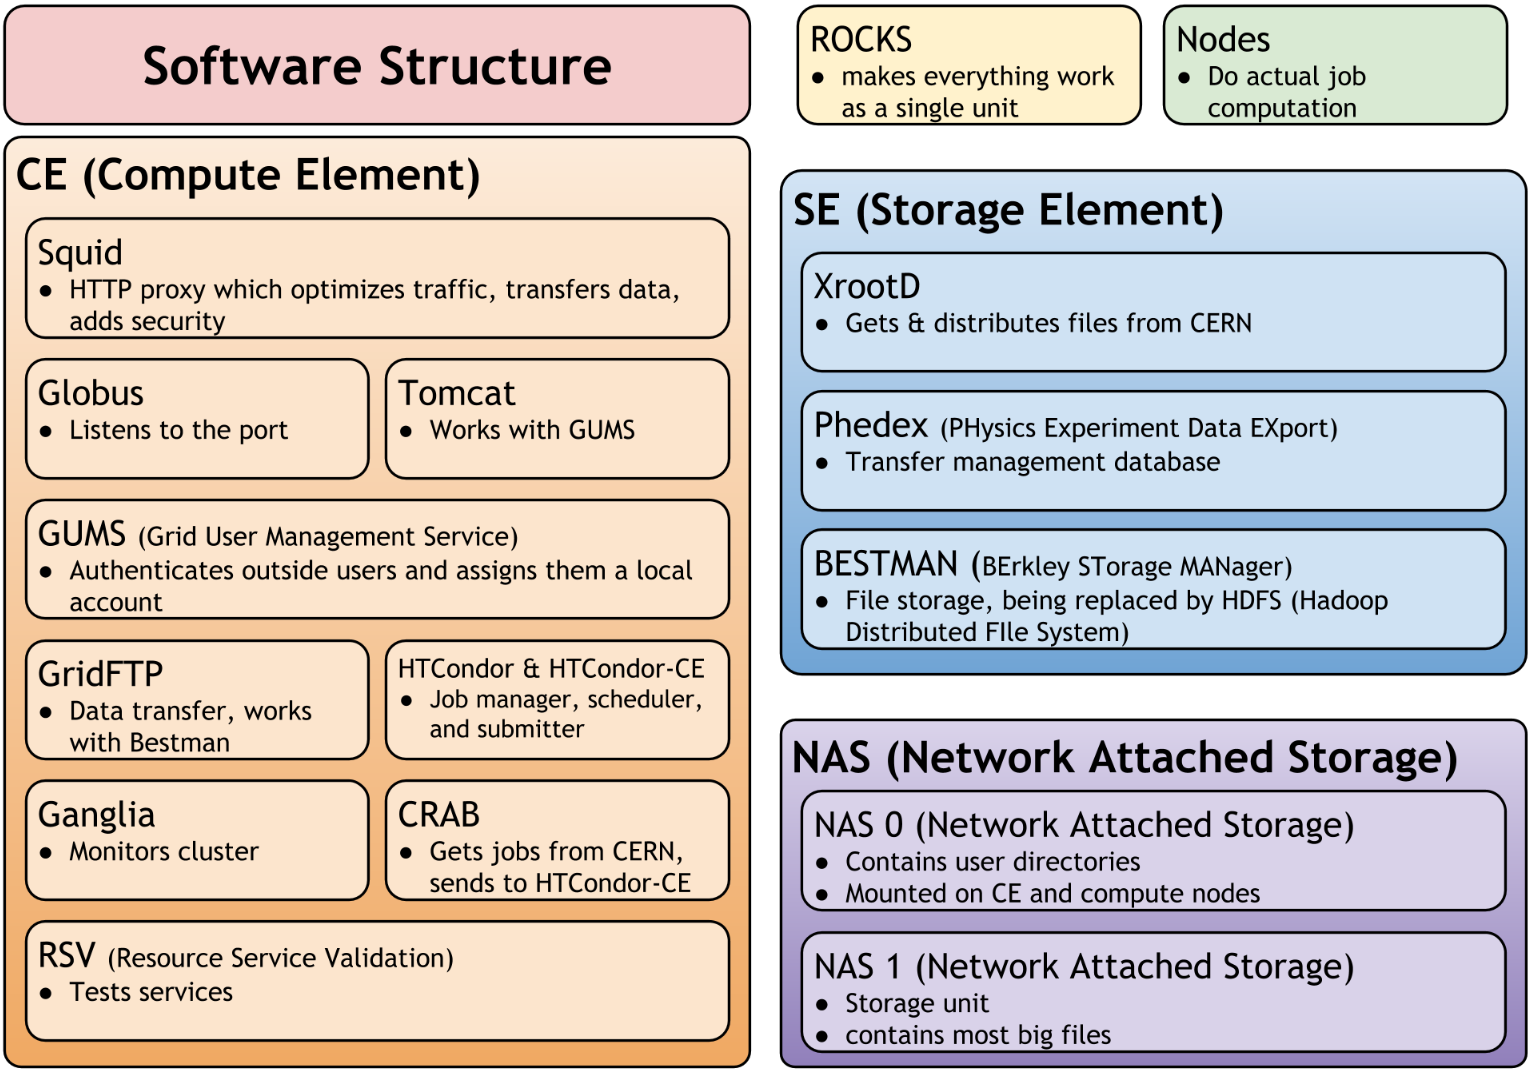 Software Structure
ROCKS
● makes everything work
as a single unit
Nodes
● Do actual job
computation
CE (Compute Element)
Squid
● HTTP proxy which optimizes traffic, transfers data,
adds security
Globus
● Listens to the port
Tomcat
● Works with GUMS
GUMS (Grid User Management Service)
● Authenticates outside users and assigns them a local
account
GridFTP
● Data transfer, works
with Bestman
HTCondor & HTCondor-CE
● Job manager, scheduler,
and submitter
Ganglia
● Monitors cluster
CRAB
● Gets jobs from CERN,
sends to HTCondor-CE
RSV (Resource Service Validation)
● Tests services
SE (Storage Element)
XrootD
● Gets & distributes files from CERN
Phedex (PHysics Experiment Data EXport)
● Transfer management database
BESTMAN (BErkley STorage MANager)
● File storage, being replaced by HDFS (Hadoop
Distributed FIle System)
NAS (Network Attached Storage)
NAS 0 (Network Attached Storage)
● Contains user directories
● Mounted on CE and compute nodes
NAS 1 (Network Attached Storage)
● Storage unit
● contains most big files